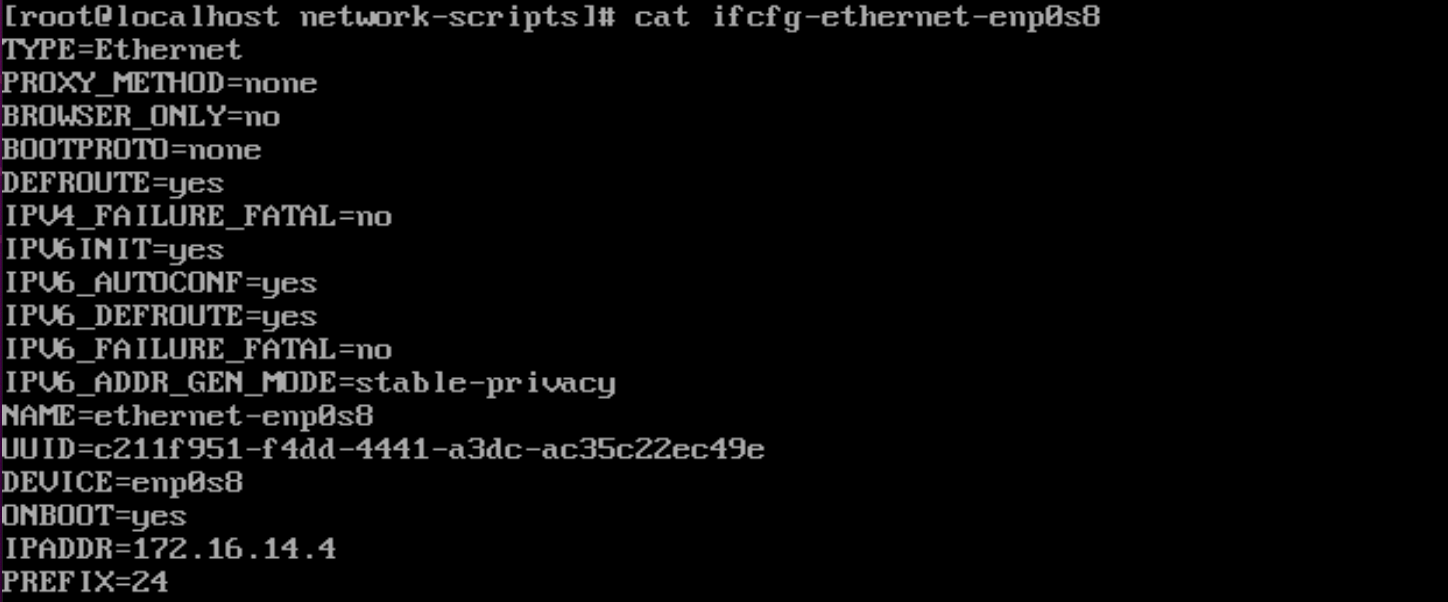 [root@localhost network-scripts]# cat ifcfg-ethernet-enp0s8
TYPE=Ethernet
PROXY_METHOD=none
BROWSER_ONLY=no
BOOTPROTO=none
DEFROUTE=yes
IPV4_FAILURE_FATAL=no
IPV6INIT=yes
IPV6_AUTOCONF=yes
IPV6_DEFROUTE=yes
IPV6_FAILURE_FATAL=no
IPV6_ADDR_GEN_MODE=stable-privacy
NAME=ethernet-enp0s8
UUID=c211f951-f4dd-4441-a3dc-ac35c22ec49e
DEVICE=enp0s8
ONBOOT=yes
IPADDR=172.16.14.4
PREFIX=24